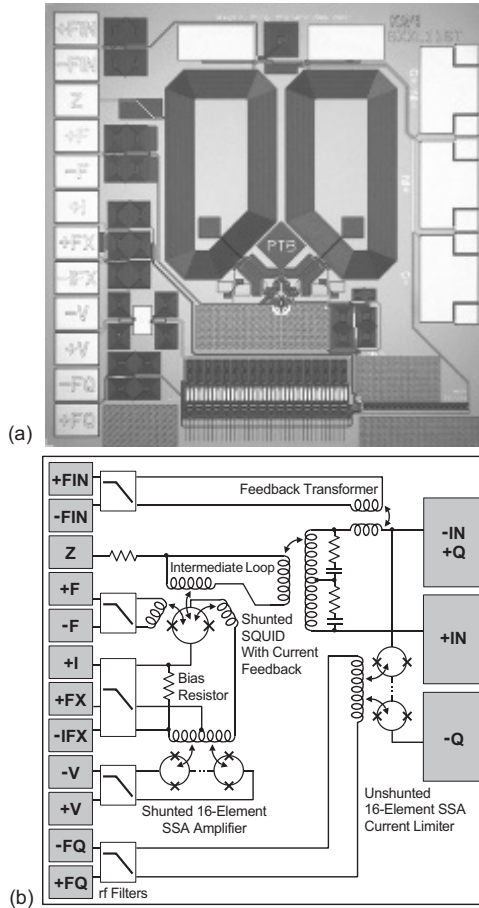 +FIN
-FIN
Z
+F
-F
+I
+FX
-IFX
-V
+V
-FQ
+FQ
PTB
(a)
+FIN
-FIN
Z
+F
-F
+I
+FX
-IFX
-V
+V
-FQ
+FQ
Feedback Transformer
Intermediate Loop
Shunted
SQUID
With Current
Feedback
Bias
Resistor
Shunted 16-Element
SSA Amplifier
-IN
+Q
+IN
-Q
Unshunted
16-Element SSA
Current Limiter
rf Filters
(b)